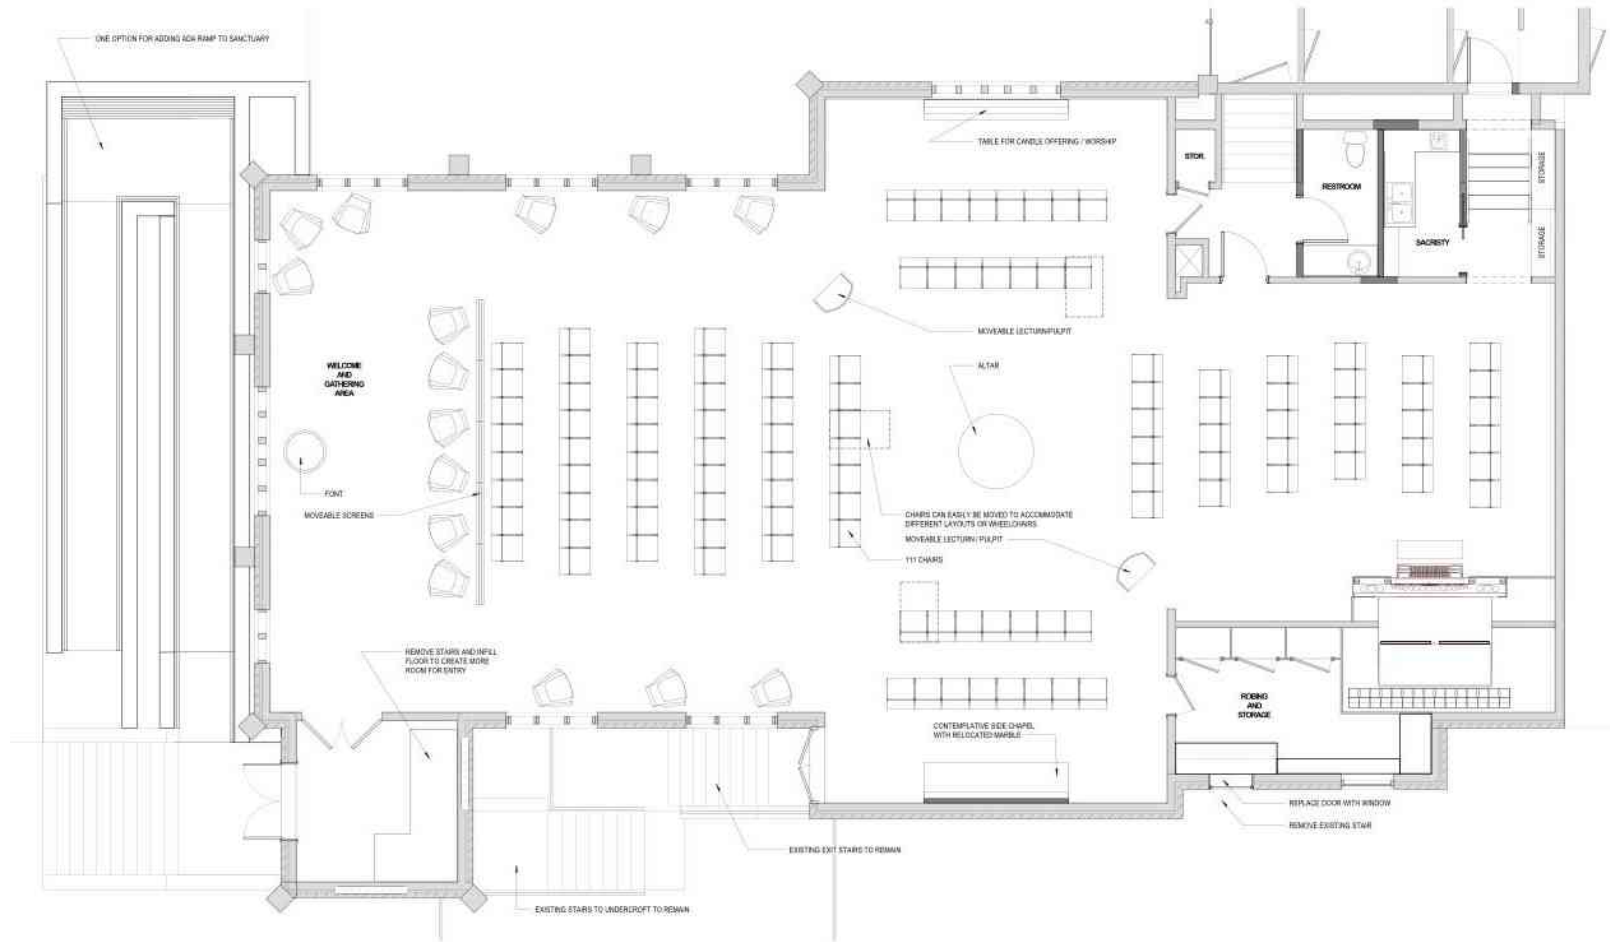 ONE OPTION FOR ADDING ADA RAMP TO SANCTUARY
TABLE FOR CANDLE OFFERING / WORSHIP
STOR.
RESTROOM
SACRISTY
STORAGE
STORAGE
MOVEABLE LECTURN/PULPIT
WELCOME
AND
GATHERING
AREA
ALTAR
FONT
MOVEABLE SCREENS
CHAIRS CAN EASILY BE MOVED TO ACCOMMODATE
DIFFERENT LAYOUTS OR WHEELCHAIRS
MOVEABLE LECTURN / PULPIT
111 CHAIRS
REMOVE STAIRS AND INFILL
FLOOR TO CREATE MORE
ROOM FOR ENTRY
ROBING
AND
STORAGE
CONTEMPLATIVE SIDE CHAPEL
WITH RELOCATED MARBLE
REPLACE DOOR WITH WINDOW
REMOVE EXISTING STAIR
EXISTING EXIT STAIRS TO REMAIN
EXISTING STAIRS TO UNDERCROFT TO REMAIN